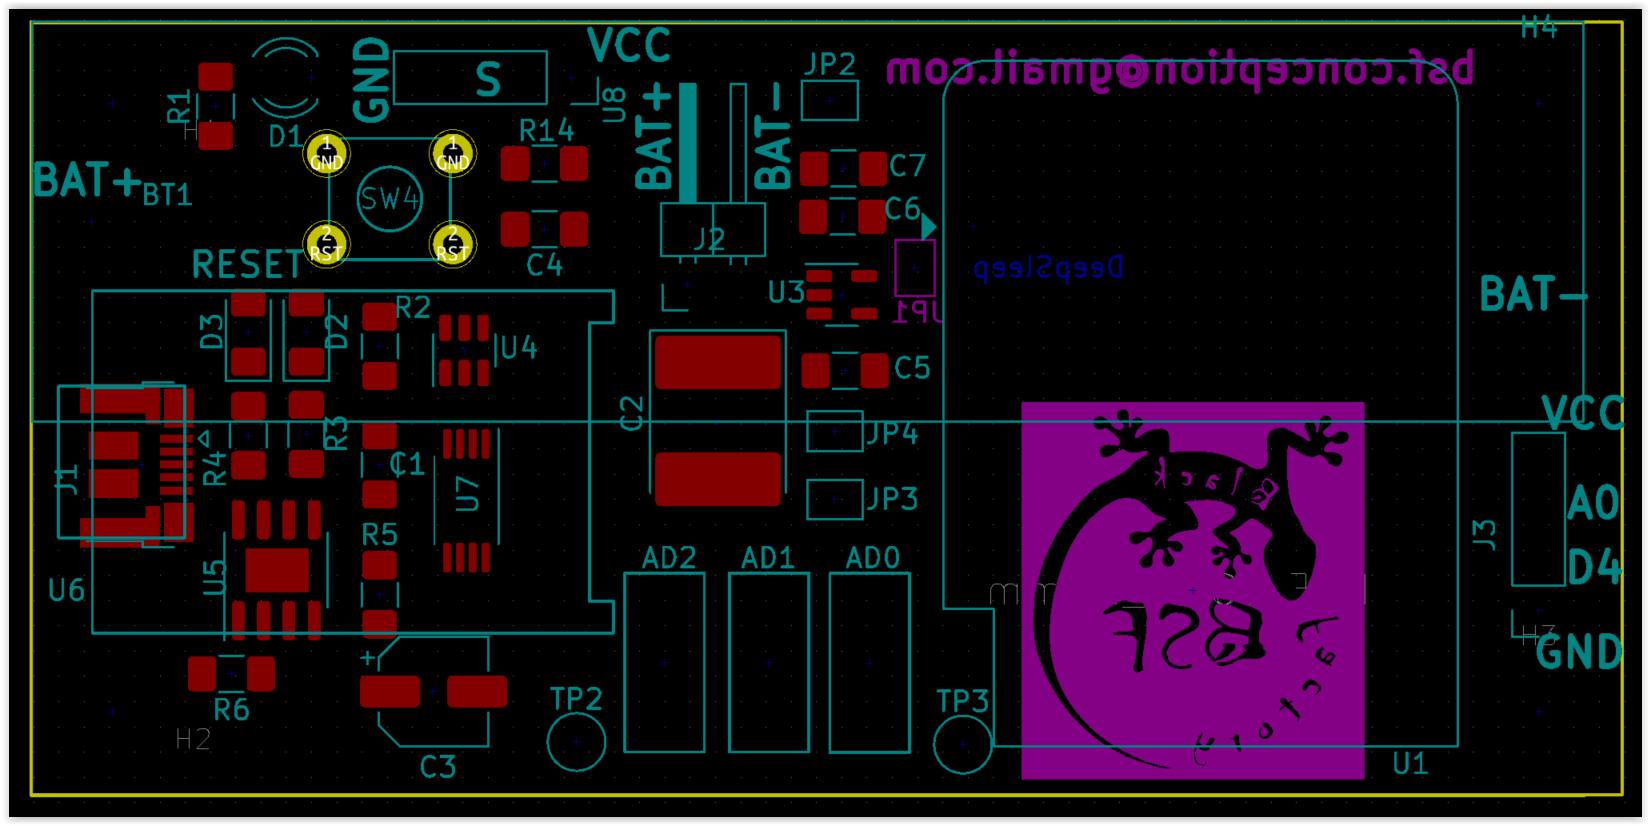 H4
VCC
bsf.conception@gmail.com
GND
S
JP2
U8
R1
D1
BAT+
BAT-
R14
1
GND
1
GND
C7
BAT+
BT1
SW4
C6
J2
2
RST
2
RST
RESET
C4
DeepSleep
U3
BAT-
JP1
R2
D3
D2
U4
C5
C2
VCC
JP4
R3
R4
C1
Black
J1
U7
JP3
A0
J3
R5
D4
AD2
AD1
AD0
U5
U6
BSF
Factory
H3
GND
+
R6
TP2
TP3
H2
C3
U1